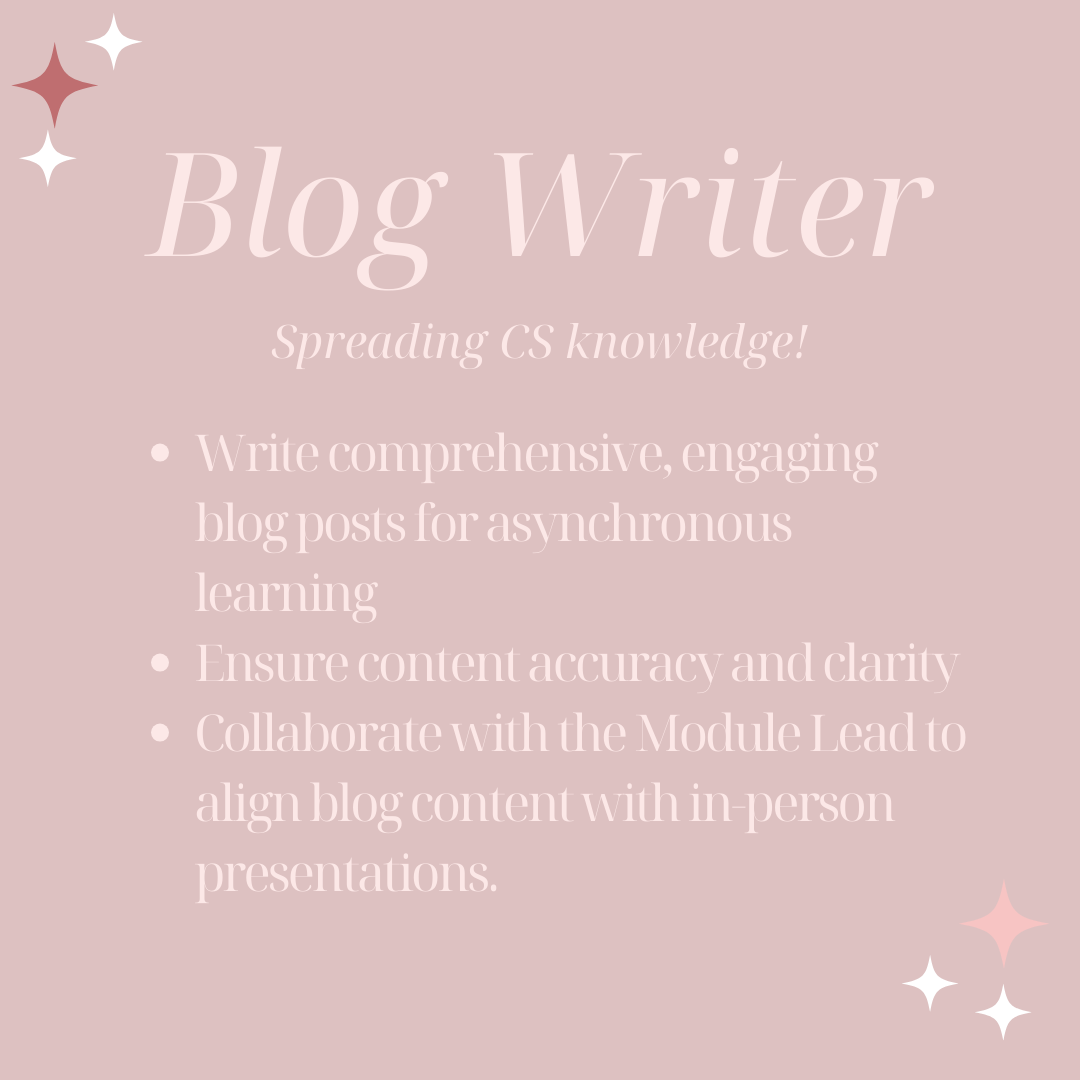 Blog Writer
Spreading CS knowledge!
• Write comprehensive, engaging
blog posts for asynchronous
learning
• Ensure content accuracy and clarity
• Collaborate with the Module Lead to
align blog content with in-person
presentations.